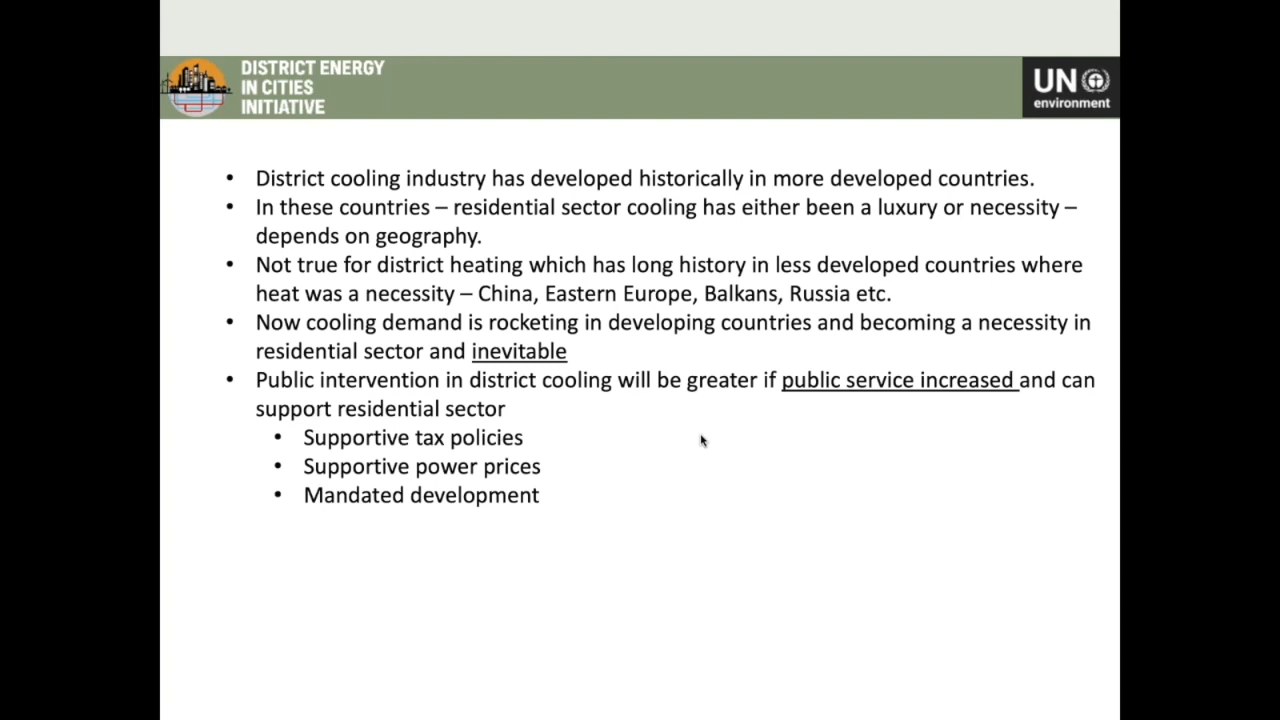 DISTRICT ENERGY
IN CITIES
INITIATIVE
UN
environment
• District cooling industry has developed historically in more developed countries.
• In these countries – residential sector cooling has either been a luxury or necessity –
depends on geography.
• Not true for district heating which has long history in less developed countries where
heat was a necessity – China, Eastern Europe, Balkans, Russia etc.
• Now cooling demand is rocketing in developing countries and becoming a necessity in
residential sector and inevitable
• Public intervention in district cooling will be greater if public service increased and can
support residential sector
• Supportive tax policies
• Supportive power prices
• Mandated development